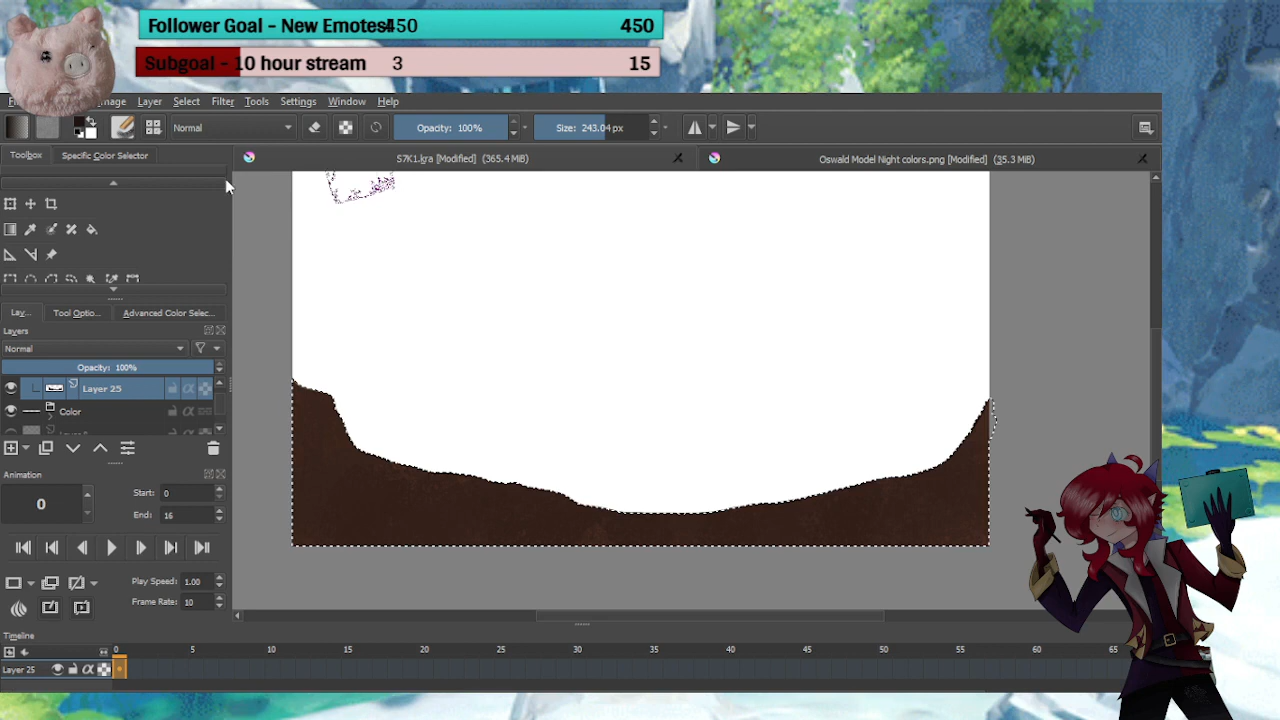 Follower Goal - New Emotes! 450 450
Subgoal - 10 hour stream 3 15
Image Layer Select Filter Tools Settings Window Help
Normal Opacity: 100% Size: 243.04 px
Toolbox Specific Color Selector S7K1.kra [Modified] (365.4 MiB) Oswald Model Night colors.png [Modified] (35.3 MiB)
Lay... Tool Optio... Advanced Color Selec...
Layers
Normal
Opacity: 100%
Layer 25
Color
Animation
0 Start: 0
End: 16
Play Speed: 1.00
Frame Rate: 10
Timeline
0 5 10 15 20 25 30 35 40 45 50 55 60 65
Layer 25